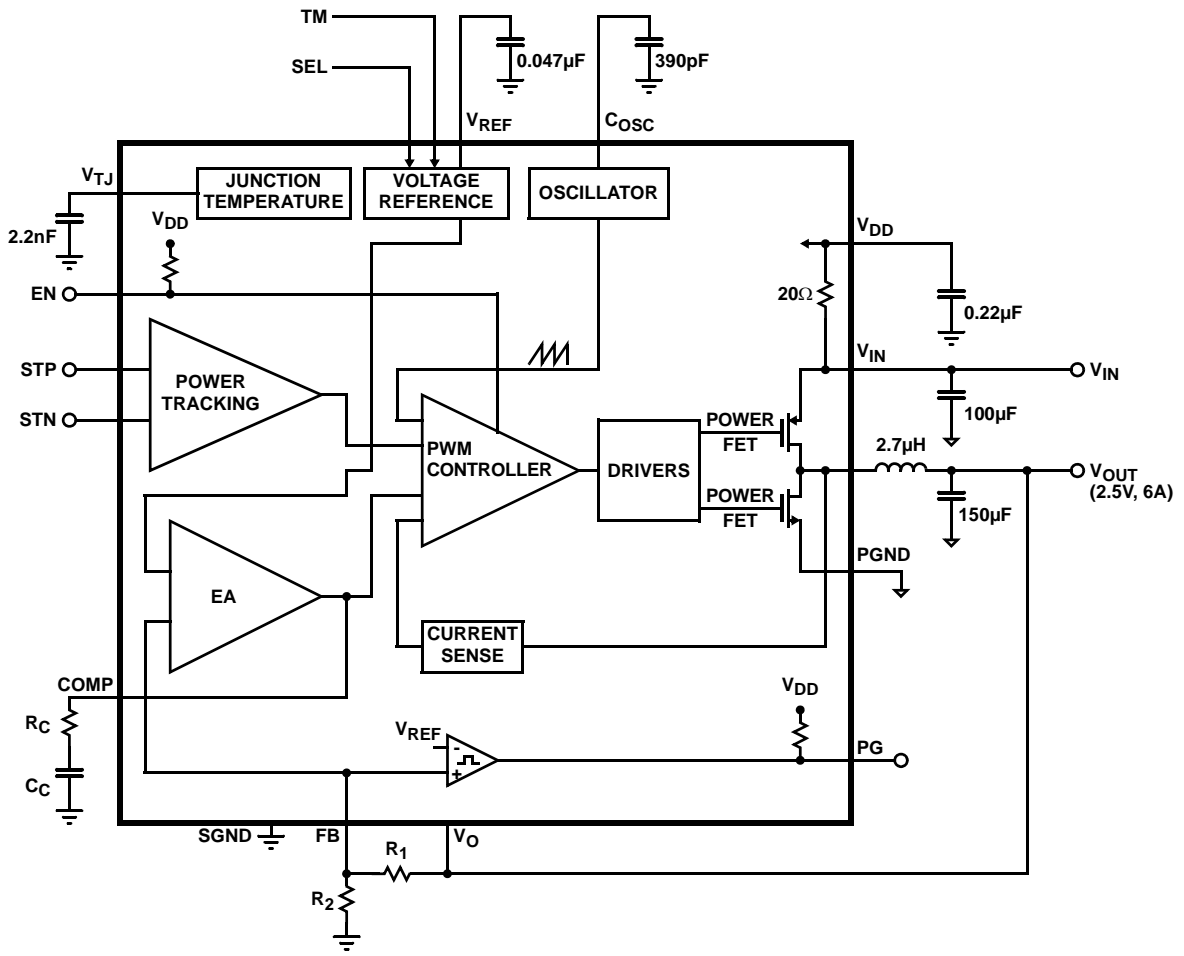 TM
0.047µF
390pF
SEL
VREF
COSC
VTJ
JUNCTION
TEMPERATURE
VOLTAGE
REFERENCE
OSCILLATOR
2.2nF
VDD
VDD
EN
20Ω
0.22µF
STP
POWER
TRACKING
STN
VIN
VIN
100µF
PWM
CONTROLLER
DRIVERS
POWER
FET
POWER
FET
2.7µH
VOUT
(2.5V, 6A)
150µF
PGND
EA
CURRENT
SENSE
COMP
RC
CC
VREF
-
+
VDD
PG
SGND
FB
VO
R1
R2